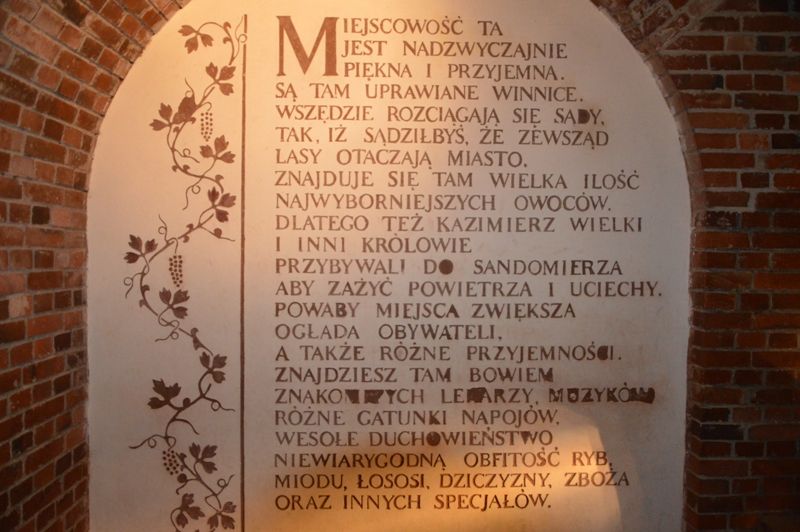 MIEJSCOWOŚĆ TA
JEST NADZWYCZAJNIE
PIĘKNA I PRZYJEMNA.
SĄ TAM UPRAWIANE WINNICE.
WSZĘDZIE ROZCIĄGAJĄ SIĘ SADY,
TAK, IŻ SĄDZIŁBYŚ, ŻE ZEWSZĄD
LASY OTACZAJĄ MIASTO.
ZNAJDUJE SIĘ TAM WIELKA ILOŚĆ
NAJWYBORNIEJSZYCH OWOCÓW.
DLATEGO TEŻ KAZIMIERZ WIELKI
I INNI KRÓLOWIE
PRZYBYWALI DO SANDOMIERZA
ABY ZAŻYĆ POWIETRZA I UCIECHY.
POWABY MIEJSCA ZWIĘKSZA
OGŁADA OBYWATELI,
A TAKŻE RÓŻNE PRZYJEMNOŚCI.
ZNAJDZIESZ TAM BOWIEM
ZNAKOMITYCH LEKARZY, MUZYKÓW
RÓŻNE GATUNKI NAPOJÓW,
WESOŁE DUCHOWIEŃSTWO,
NIEWIARYGODNĄ OBFITOŚĆ RYB,
MIODU, ŁOSOSI, DZICZYZNY, ZBOŻA
ORAZ INNYCH SPECJAŁÓW.